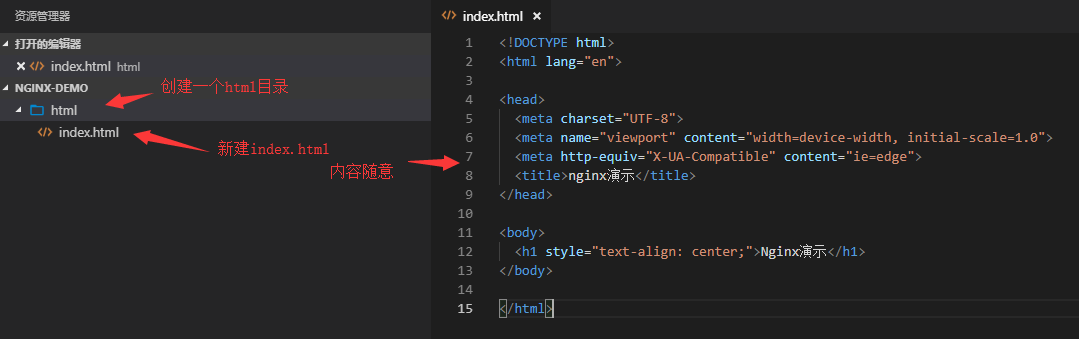 资源管理器
打开的编辑器
index.html html
NGINX-DEMO
创建一个html目录
html
index.html
新建index.html
内容随意
index.html
1 <!DOCTYPE html>
2 <html lang="en">
3
4 <head>
5 <meta charset="UTF-8">
6 <meta name="viewport" content="width=device-width, initial-scale=1.0">
7 <meta http-equiv="X-UA-Compatible" content="ie=edge">
8 <title>nginx演示</title>
9 </head>
10
11 <body>
12 <h1 style="text-align: center;">Nginx演示</h1>
13 </body>
14
15 </html>